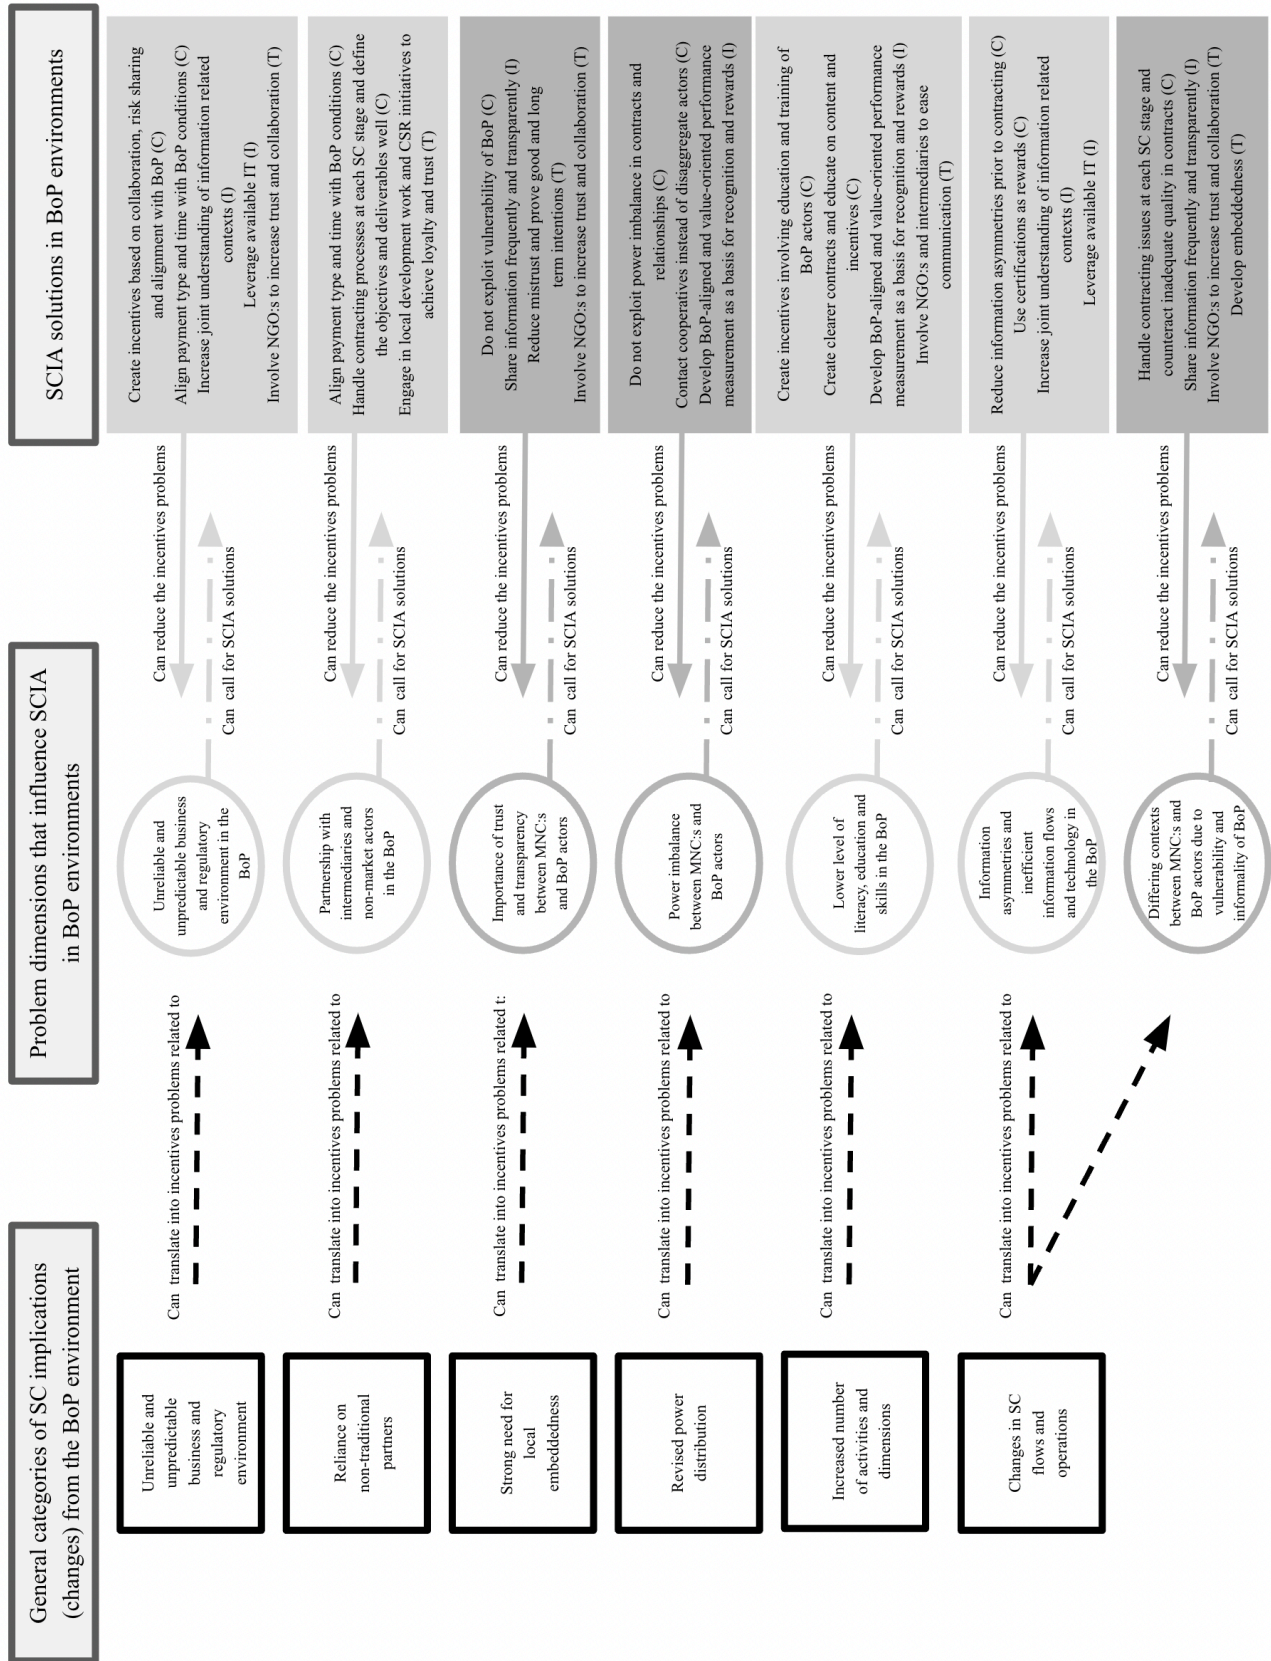 General categories of SC implications
(changes) from the BoP environment
Problem dimensions that influence SCIA
in BoP environments
SCIA solutions in BoP environments
Unreliable and
unpredictable
business and
regulatory
environment
Can translate into incentives problems related to
Unreliable and
unpredictable business
and regulatory
environment in the
BoP
Can reduce the incentives problems
Can call for SCIA solutions
Create incentives based on collaboration, risk sharing
and alignment with BoP (C)
Align payment type and time with BoP conditions (C)
Increase joint understanding of information related
contexts (I)
Leverage available IT (I)
Involve NGO:s to increase trust and collaboration (T)
Reliance on
non-traditional
partners
Can translate into incentives problems related to
Partnership with
intermediaries and
non-market actors
in the BoP
Can reduce the incentives problems
Can call for SCIA solutions
Align payment type and time with BoP conditions (C)
Handle contracting processes at each SC stage and define
the objectives and deliverables well (C)
Engage in local development work and CSR initiatives to
achieve loyalty and trust (T)
Strong need for
local
embeddedness
Can translate into incentives problems related t:
Importance of trust
and transparency
between MNC:s
and BoP actors
Can reduce the incentives problems
Can call for SCIA solutions
Do not exploit vulnerability of BoP (C)
Share information frequently and transparently (I)
Reduce mistrust and prove good and long
term intentions (T)
Involve NGO:s to increase trust and collaboration (T)
Revised power
distribution
Can translate into incentives problems related to
Power imbalance
between MNC:s and
BoP actors
Can reduce the incentives problems
Can call for SCIA solutions
Do not exploit power imbalance in contracts and
relationships (C)
Contact cooperatives instead of disaggregate actors (C)
Develop BoP-aligned and value-oriented performance
measurement as a basis for recognition and rewards (I)
Increased number
of activities and
dimensions
Can translate into incentives problems related to
Lower level of
literacy, education and
skills in the BoP
Can reduce the incentives problems
Can call for SCIA solutions
Create incentives involving education and training of
BoP actors (C)
Create clearer contracts and educate on content and
incentives (C)
Develop BoP-aligned and value-oriented performance
measurement as a basis for recognition and rewards (I)
Involve NGO:s and intermediaries to ease
communication (T)
Changes in SC
flows and
operations
Can translate into incentives problems related to
Information
asymmetries and
inefficient
information flows
and technology in
the BoP
Can reduce the incentives problems
Can call for SCIA solutions
Reduce information asymmetries prior to contracting (C)
Use certifications as rewards (C)
Increase joint understanding of information related
contexts (I)
Leverage available IT (I)
Differing contexts
between MNC:s and
BoP actors due to
vulnerability and
informality of BoP
Can reduce the incentives problems
Can call for SCIA solutions
Handle contracting issues at each SC stage and
counteract inadequate quality in contracts (C)
Share information frequently and transparently (I)
Involve NGO:s to increase trust and collaboration (T)
Develop embeddedness (T)